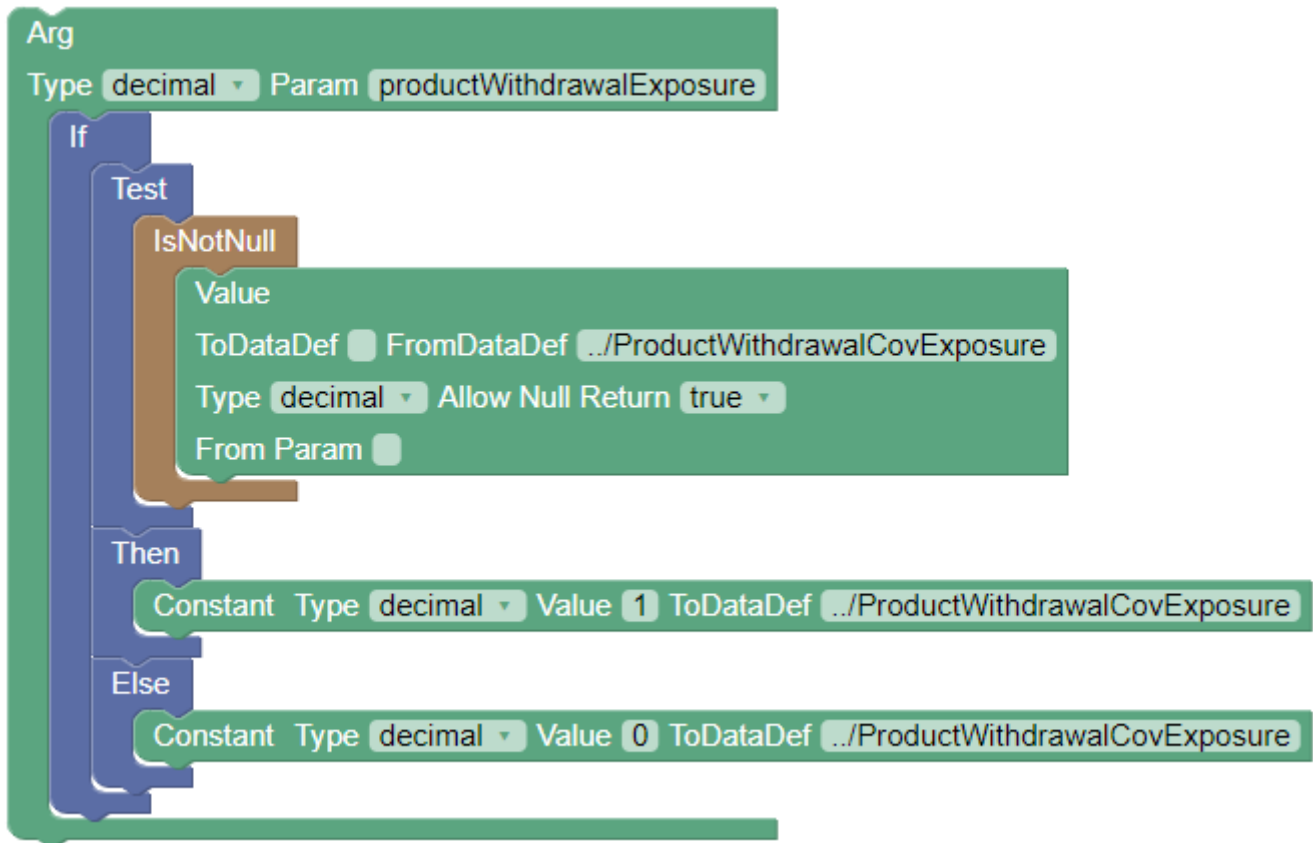 Arg
Type decimal Param productWithdrawalExposure
If
Test
IsNotNull
Value
ToDataDef FromDataDef ../ProductWithdrawalCovExposure
Type decimal Allow Null Return true
From Param
Then
Constant Type decimal Value 1 ToDataDef ../ProductWithdrawalCovExposure
Else
Constant Type decimal Value 0 ToDataDef ../ProductWithdrawalCovExposure